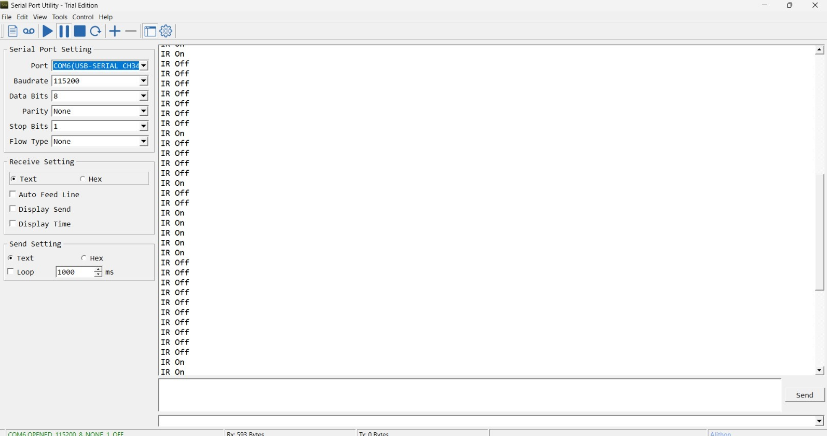 Serial Port Utility - Trial Edition
File Edit View Tools Control Help
Serial Port Setting
Port COM6(USB-SERIAL CH34
Baudrate 115200
Data Bits 8
Parity None
Stop Bits 1
Flow Type None
Receive Setting
Text Hex
Auto Feed Line
Display Send
Display Time
Send Setting
Text Hex
Loop 1000 ms
IR On
IR On
IR Off
IR Off
IR Off
IR Off
IR Off
IR Off
IR Off
IR On
IR Off
IR Off
IR Off
IR Off
IR On
IR Off
IR Off
IR On
IR On
IR On
IR On
IR On
IR Off
IR Off
IR Off
IR Off
IR Off
IR Off
IR Off
IR Off
IR Off
IR Off
IR On
IR On
Send
COM6 OPENED, 115200, 8, NONE, 1, OFF Rx: 593 Bytes Tx: 0 Bytes